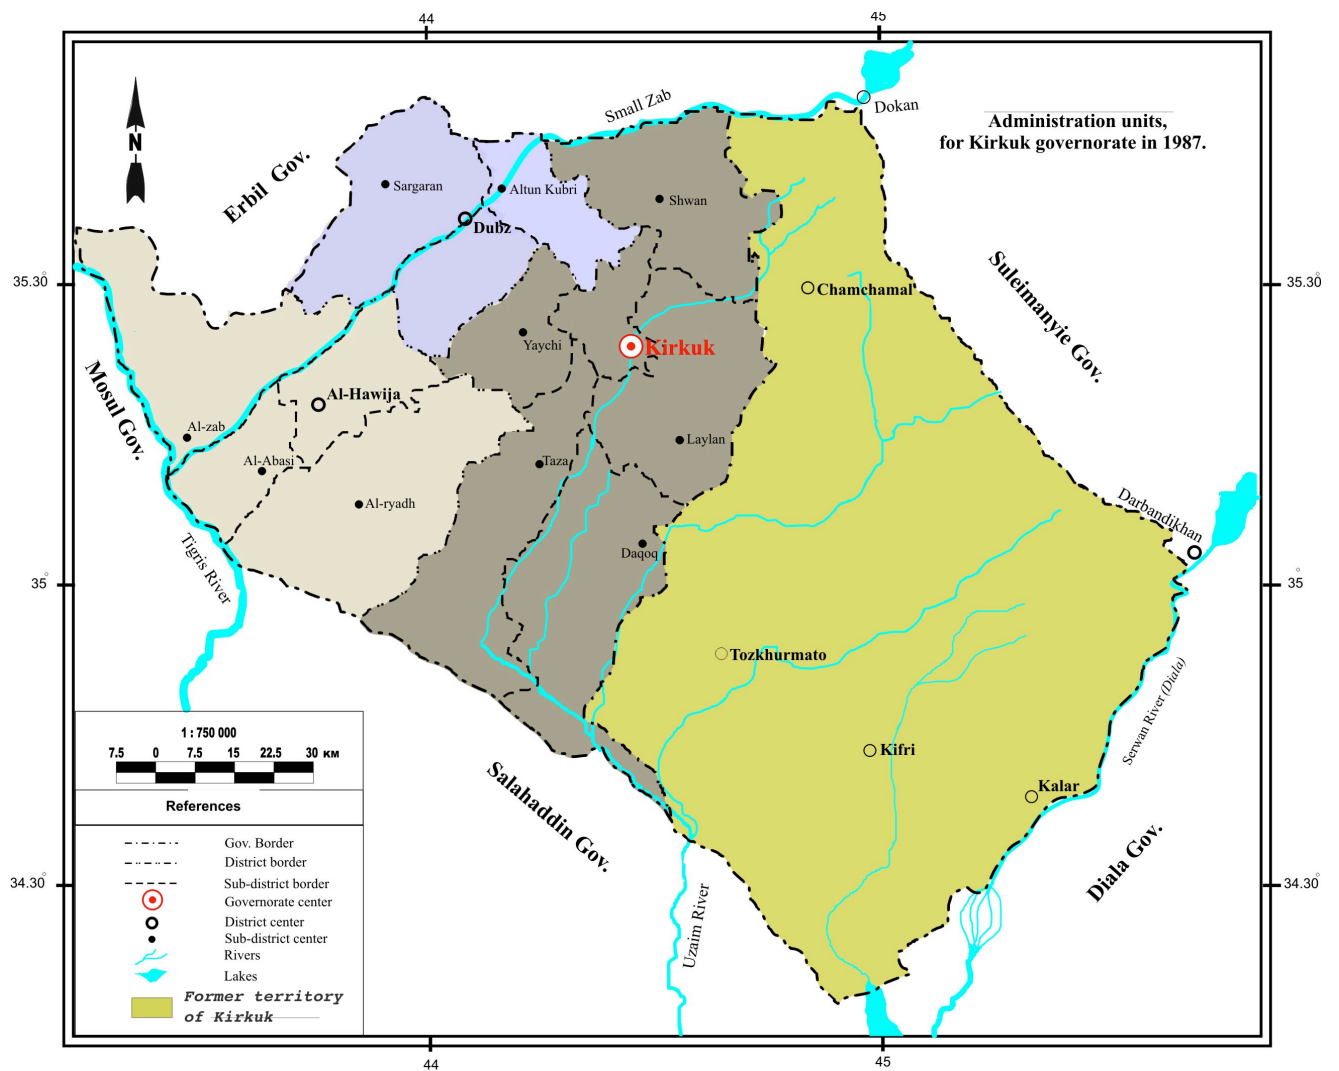 44
45
Small Zab
Dokan
Administration units,
for Kirkuk governorate in 1987.
N
Erbil Gov.
Sargaran
Altun Kubri
Shwan
Dubz
35.30°
35.30°
Suleimanyie Gov.
Chamchamal
Yaychi
Kirkuk
Mosul Gov.
Al-Hawija
Al-zab
Al-Abasi
Laylan
Taza
Al-ryadh
Darbandikhan
Daqoq
Tigris River
35°
35°
Tozkhurmato
Serwan River (Diala)
Kifri
Kalar
Salahaddin Gov.
Diala Gov.
Uzaim River
34.30°
34.30°
1 : 750 000
7.5 0 7.5 15 22.5 30 км
References
Gov. Border
District border
Sub-district border
Governorate center
District center
Sub-district center
Rivers
Lakes
Former territory
of Kirkuk
44
45